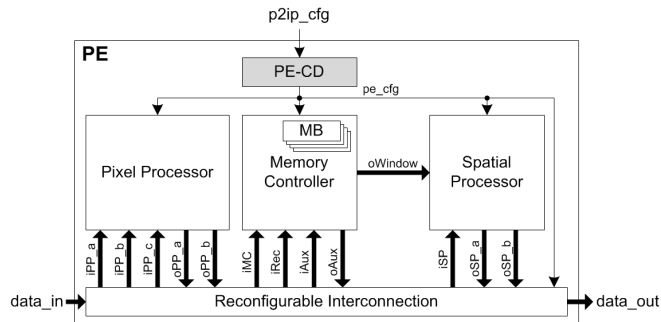 p2ip_cfg
PE
PE-CD
pe_cfg
MB
Pixel Processor
Memory
Controller
oWindow
Spatial
Processor
iPP_a
iPP_b
iPP_c
oPP_a
oPP_b
iMC
iRec
iAux
oAux
iSP
oSP_a
oSP_b
data_in
Reconfigurable Interconnection
data_out